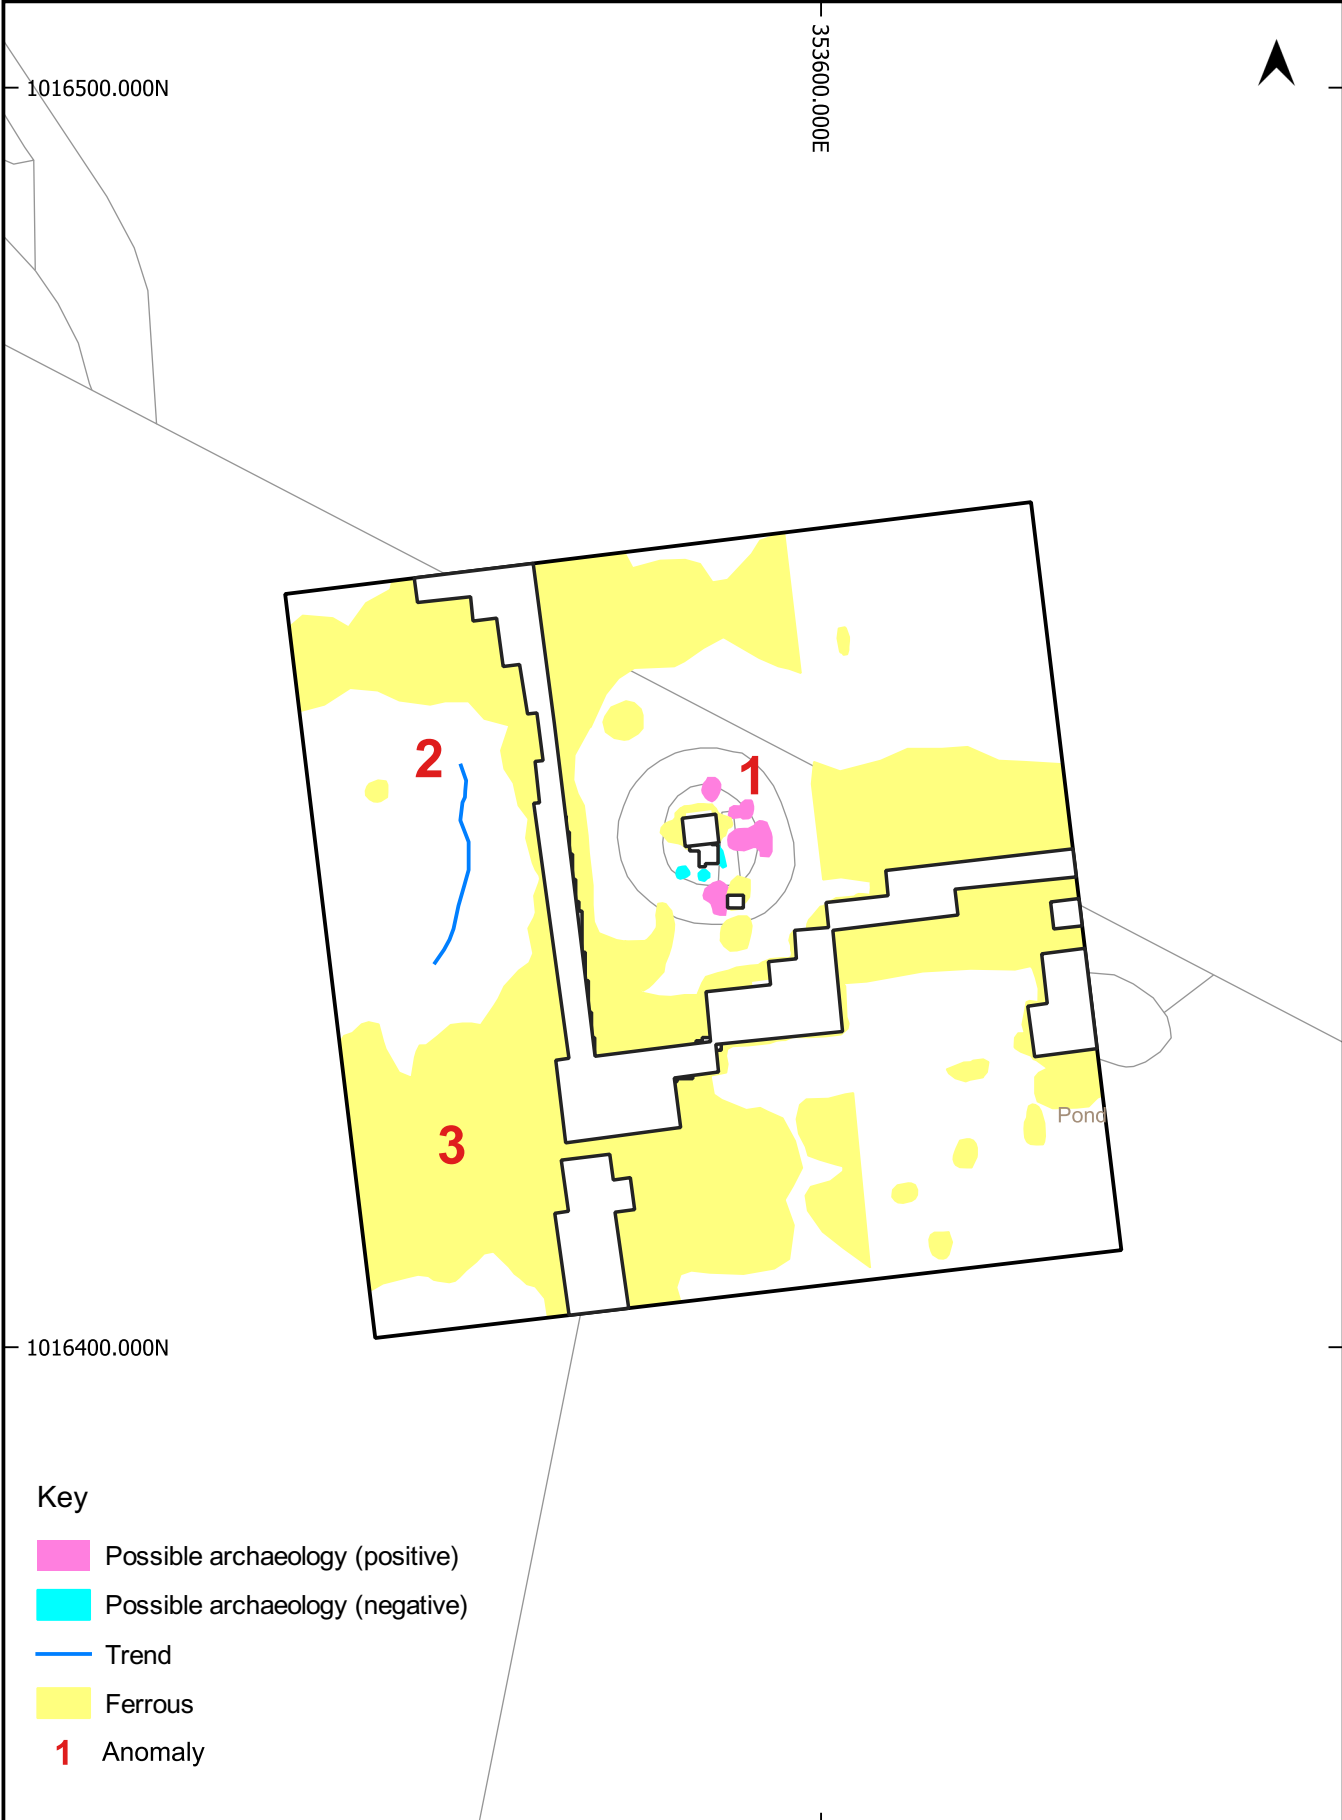 353600.000E
1016500.000N
1
2
3
Pond
1016400.000N
Key
Possible archaeology (positive)
Possible archaeology (negative)
Trend
Ferrous
1 Anomaly